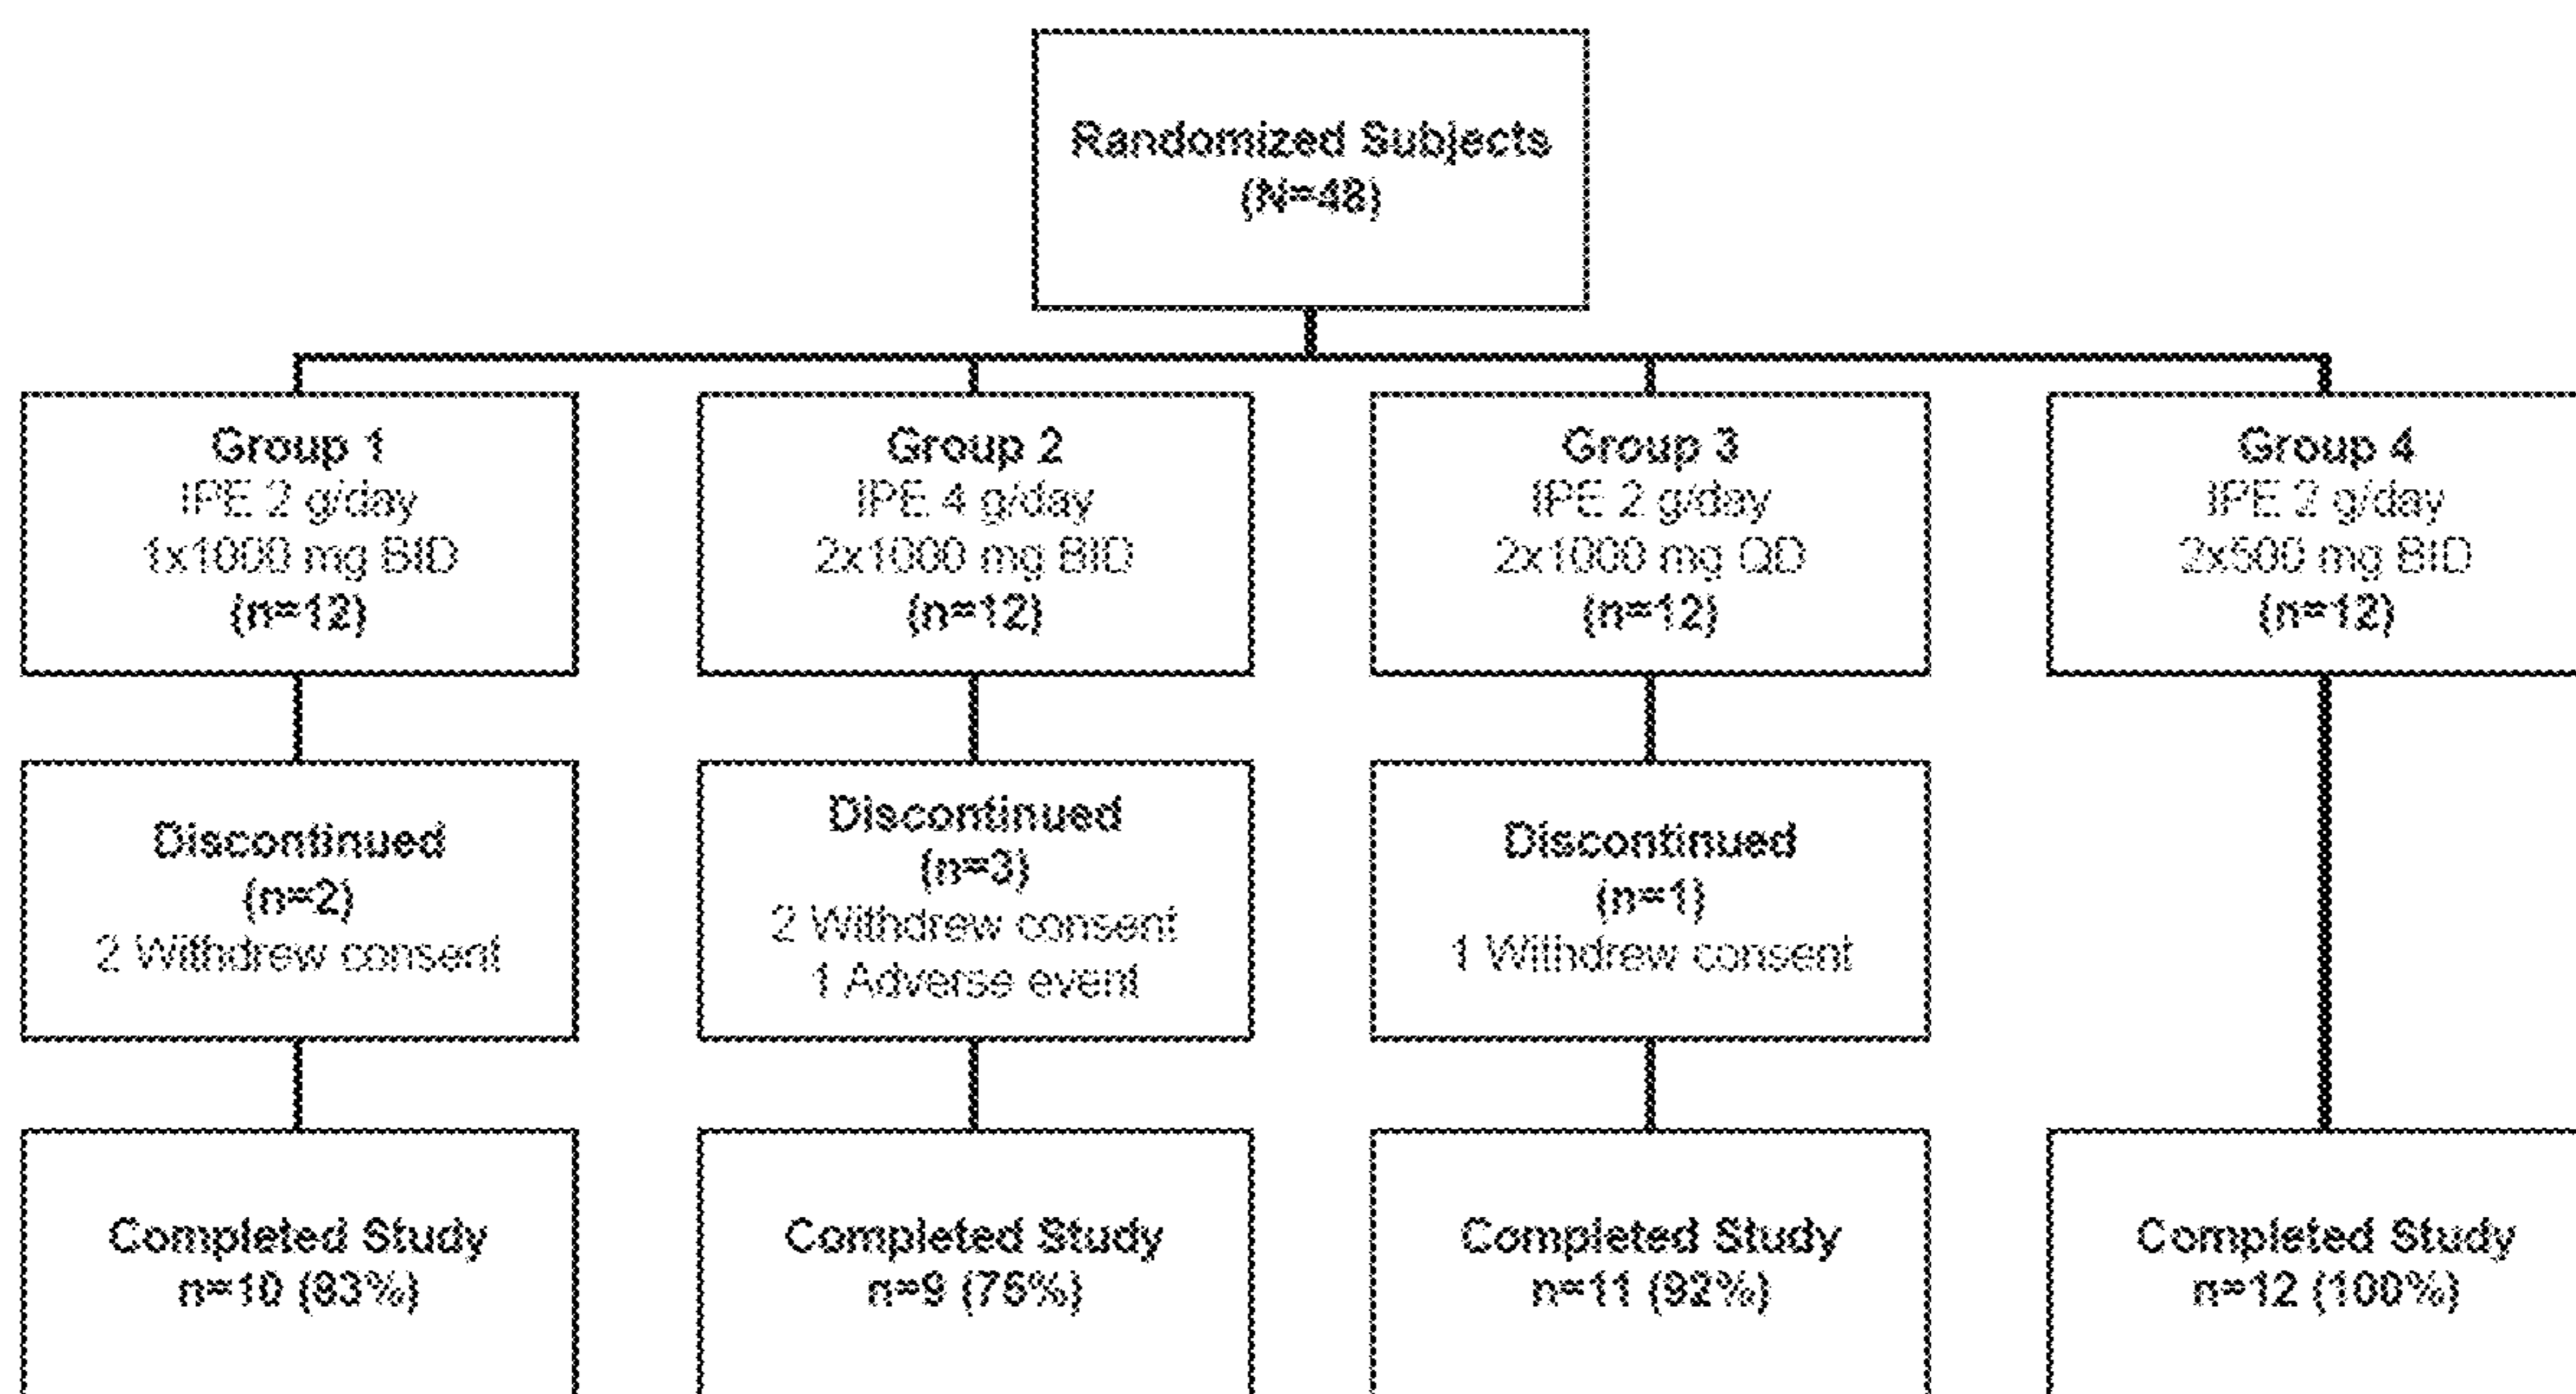 Randomized Subjects
(N=48)
Group 1
IPE 2 g/day
1x1000 mg BID
(n=12)
Group 2
IPE 4 g/day
2x1000 mg BID
(n=12)
Group 3
IPE 2 g/day
2x1000 mg QD
(n=12)
Group 4
IPE 2 g/day
2x500 mg BID
(n=12)
Discontinued
(n=2)
2 Withdrew consent
Discontinued
(n=3)
2 Withdrew consent
1 Adverse event
Discontinued
(n=1)
1 Withdrew consent
Completed Study
n=10 (83%)
Completed Study
n=9 (75%)
Completed Study
n=11 (92%)
Completed Study
n=12 (100%)